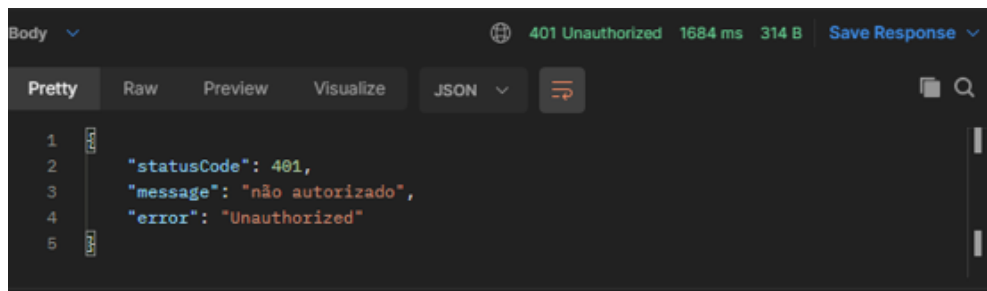 Body 401 Unauthorized 1684 ms 314 B Save Response
Pretty Raw Preview Visualize JSON
1 {
2 "statusCode": 401,
3 "message": "não autorizado",
4 "error": "Unauthorized"
5 }